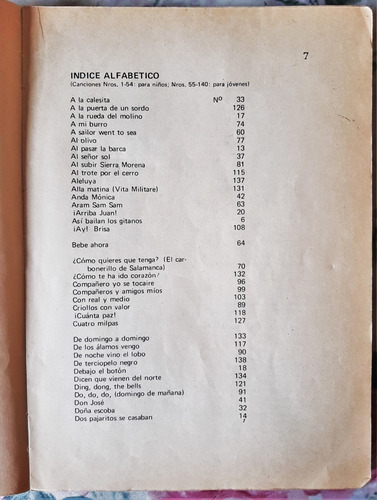 7
INDICE ALFABETICO
(Canciones Nros. 1-54: para niños; Nros. 55-140: para jóvenes)
A la calesita Nº 33
A la puerta de un sordo 126
A la rueda del molino 17
A mi burro 74
A sailor went to sea 60
Al olivo 77
Al pasar la barca 13
Al señor sol 37
Al subir Sierra Morena 81
Al trote por el cerro 115
Aleluya 137
Alla matina (Vita Militare) 131
Anda Mónica 42
Aram Sam Sam 63
¡Arriba Juan! 20
Así bailan los gitanos 6
¡Ay! Brisa 108
Bebe ahora 64
¿Cómo quieres que tenga? (El car-
bonerillo de Salamanca) 70
¿Cómo te ha ido corazón? 132
Compañero yo se tocaire 96
Compañeros y amigos míos 99
Con real y medio 103
Criollos con valor 89
¡Cuánta paz! 118
Cuatro milpas 127
De domingo a domingo 133
De los álamos vengo 117
De noche vino el lobo 90
De terciopelo negro 138
Debajo el botón 18
Dicen que vienen del norte 134
Ding, dong, the bells 121
Do, do, do, (domingo de mañana) 91
Don José 41
Doña escoba 32
Dos pajaritos se casaban 14